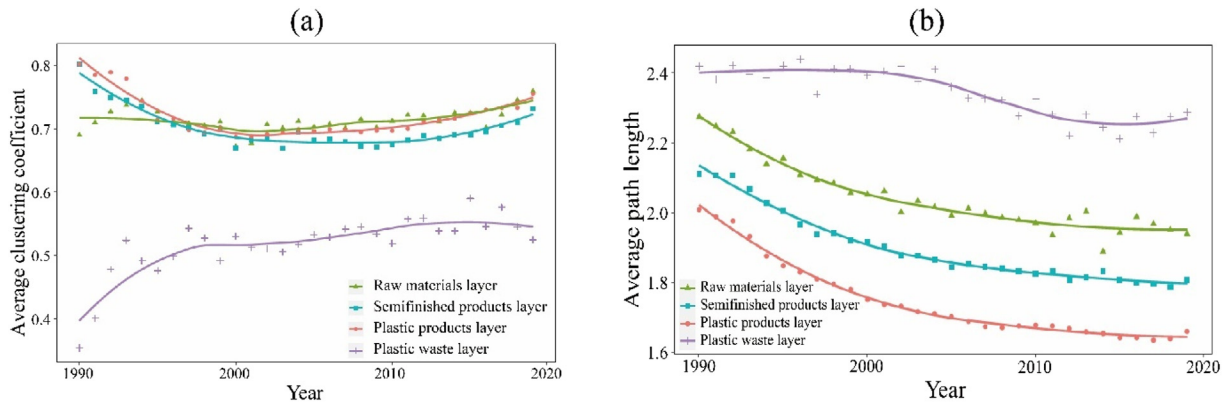 (a)
Average clustering coefficient
0.8
0.7
0.6
0.5
0.4
Raw materials layer
Semifinished products layer
Plastic products layer
Plastic waste layer
1990
2000
2010
2020
Year
(b)
Average path length
2.4
2.2
2.0
1.8
1.6
Raw materials layer
Semifinished products layer
Plastic products layer
Plastic waste layer
1990
2000
2010
2020
Year